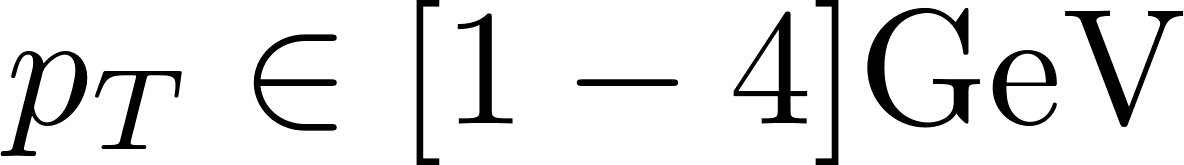 p_T ∈ [1 − 4]GeV